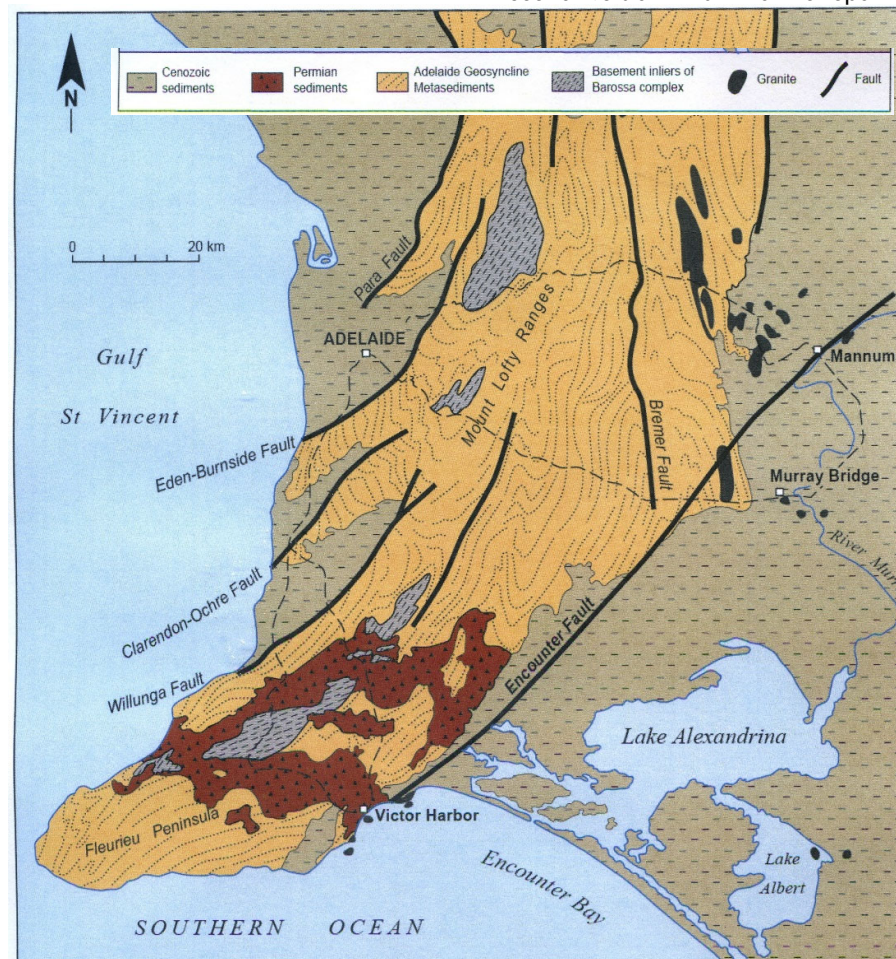 N
Cenozoic
sediments
Permian
sediments
Adelaide Geosyncline
Metasediments
Basement inliers of
Barossa complex
Granite
Fault
0
20 km
Para Fault
ADELAIDE
Mount Lofty Ranges
Gulf
St Vincent
Mannum
Eden-Burnside Fault
Bremer Fault
Murray Bridge
River
Clarendon-Ochre Fault
Encounter Fault
Willunga Fault
Lake Alexandrina
Victor Harbor
Fleurieu Peninsula
Lake
Albert
Encounter Bay
SOUTHERN OCEAN